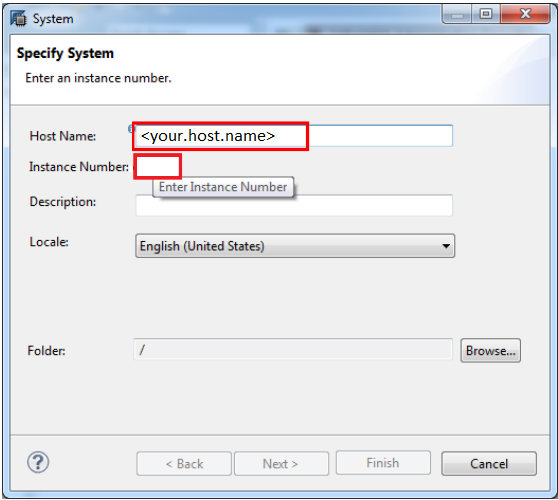 System
Specify System
Enter an instance number.
Host Name: <your.host.name>
Instance Number:
Enter Instance Number
Description:
Locale: English (United States)
Folder: / Browse...
? < Back Next > Finish Cancel